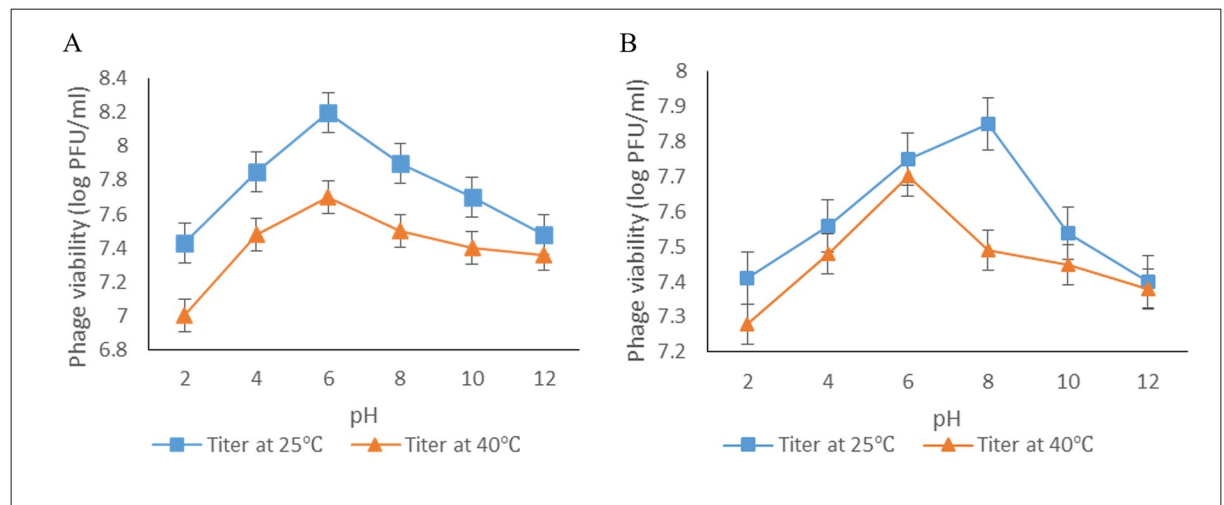 A
Phage viability (log PFU/ml)
8.4
8.2
8
7.8
7.6
7.4
7.2
7
6.8
2 4 6 8 10 12
pH
Titer at 25°C Titer at 40°C
B
Phage viability (log PFU/ml)
8
7.9
7.8
7.7
7.6
7.5
7.4
7.3
7.2
2 4 6 8 10 12
pH
Titer at 25°C Titer at 40°C